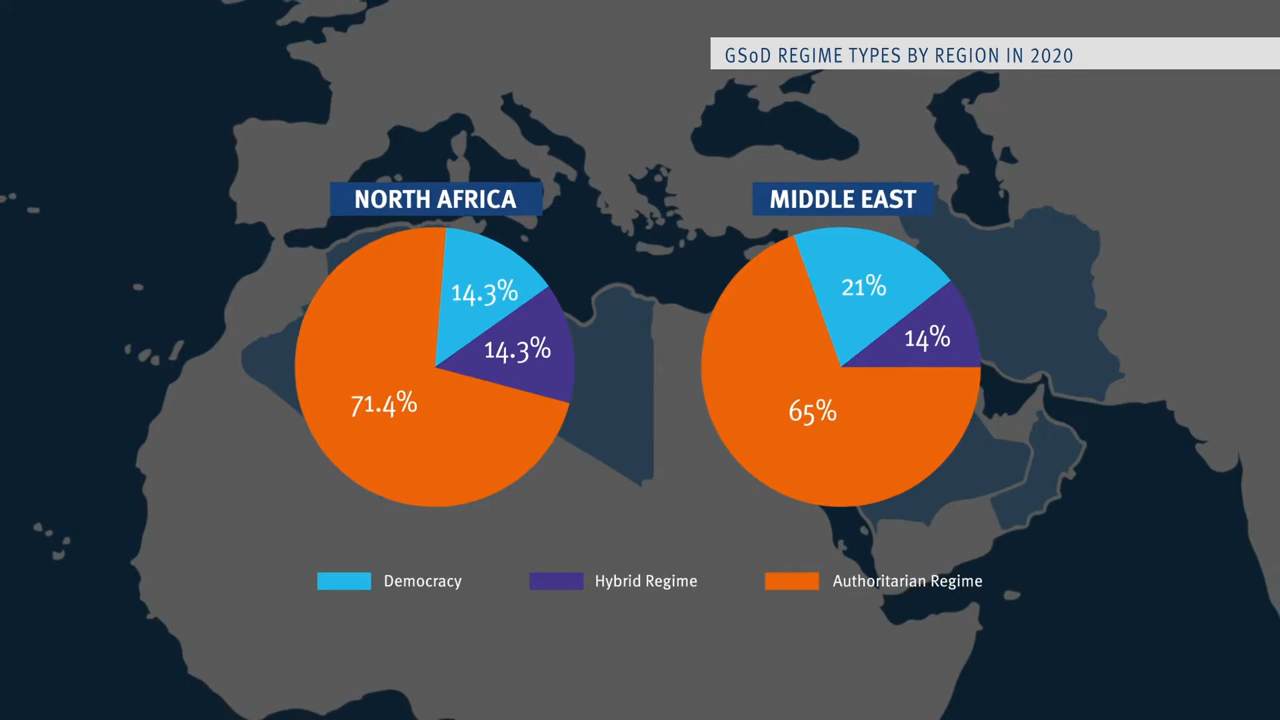 GSoD REGIME TYPES BY REGION IN 2020
NORTH AFRICA
14.3%
14.3%
71.4%
MIDDLE EAST
21%
14%
65%
Democracy
Hybrid Regime
Authoritarian Regime